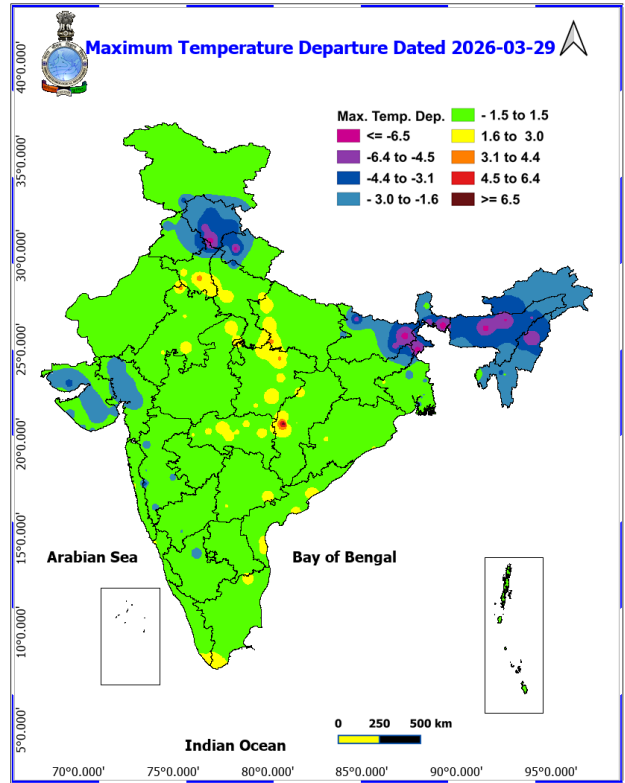 Maximum Temperature Departure Dated 2026-03-29
Max. Temp. Dep.
<= -6.5
-6.4 to -4.5
-4.4 to -3.1
- 3.0 to -1.6
- 1.5 to 1.5
1.6 to 3.0
3.1 to 4.4
4.5 to 6.4
>= 6.5
40°0.000'
35°0.000'
30°0.000'
25°0.000'
20°0.000'
15°0.000'
10°0.000'
5°0.000'
Arabian Sea
Bay of Bengal
Indian Ocean
0 250 500 km
70°0.000' 75°0.000' 80°0.000' 85°0.000' 90°0.000' 95°0.000'